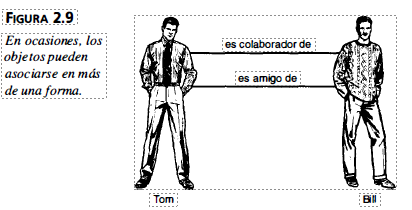 FIGURA 2.9
En ocasiones, los
objetos pueden
asociarse en más
de una forma.
es colaborador de
es amigo de
Tom
Bill